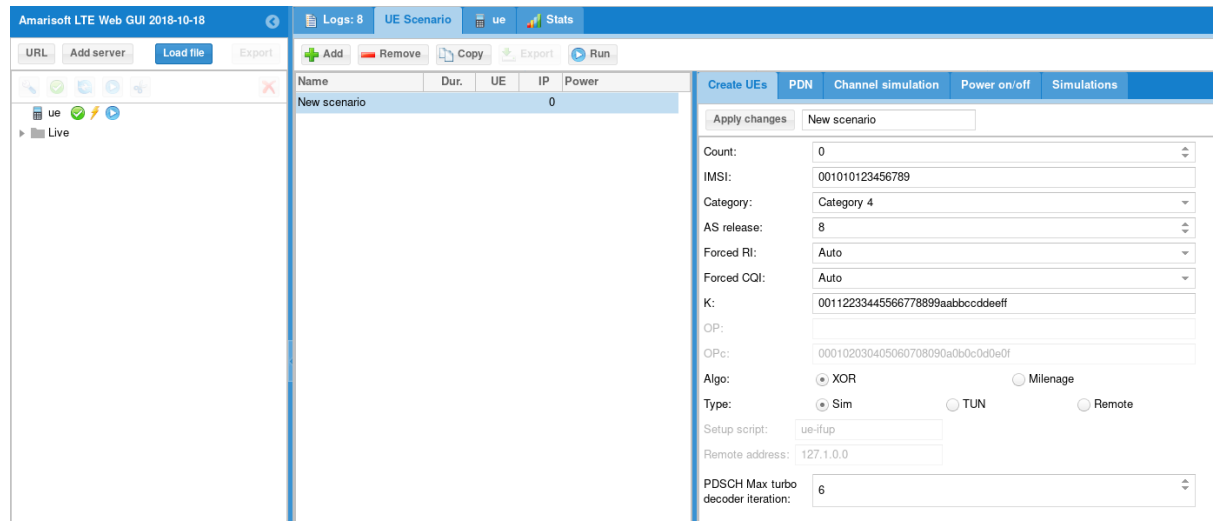 Amarisoft LTE Web GUI 2018-10-18
Logs: 8 UE Scenario ue Stats
URL Add server Load file Export
Add Remove Copy Export Run
Name Dur. UE IP Power
New scenario 0
ue
Live
Create UEs PDN Channel simulation Power on/off Simulations
Apply changes New scenario
Count: 0
IMSI: 001010123456789
Category: Category 4
AS release: 8
Forced RI: Auto
Forced CQI: Auto
K: 00112233445566778899aabbccddeeff
OP:
OPc: 000102030405060708090a0b0c0d0e0f
Algo: XOR Milenage
Type: Sim TUN Remote
Setup script: ue-ifup
Remote address: 127.1.0.0
PDSCH Max turbo
decoder iteration: 6